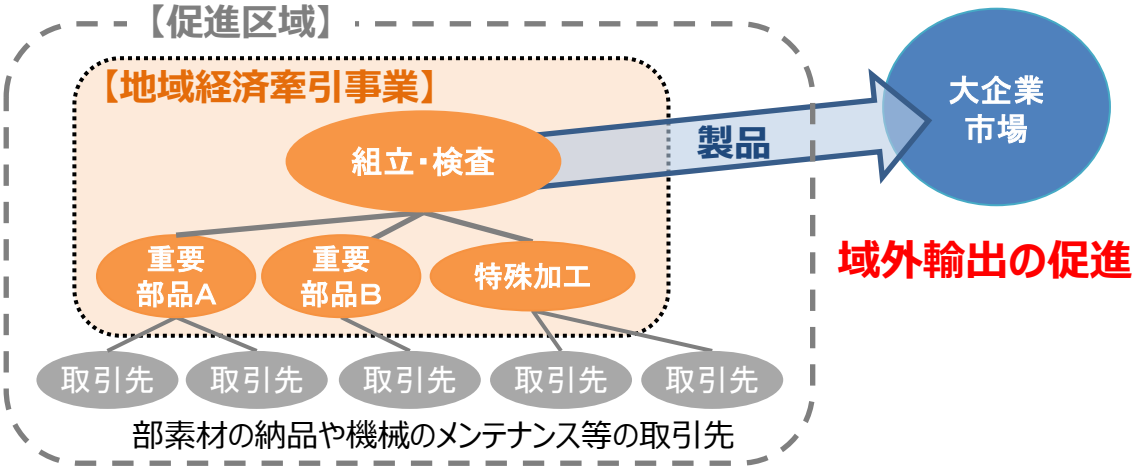 【促進区域】
【地域経済牽引事業】
大企業
市場
製品
組立・検査
域外輸出の促進
重要
部品A
重要
部品B
特殊加工
取引先
取引先
取引先
取引先
取引先
部素材の納品や機械のメンテナンス等の取引先